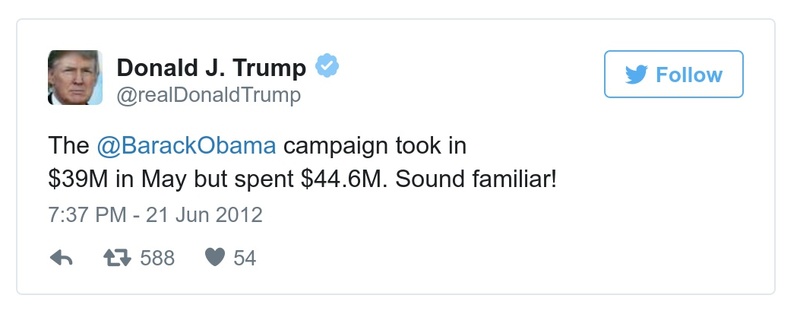 Donald J. Trump
@realDonaldTrump
Follow
The @BarackObama campaign took in
$39M in May but spent $44.6M. Sound familiar!
7:37 PM - 21 Jun 2012
588 54